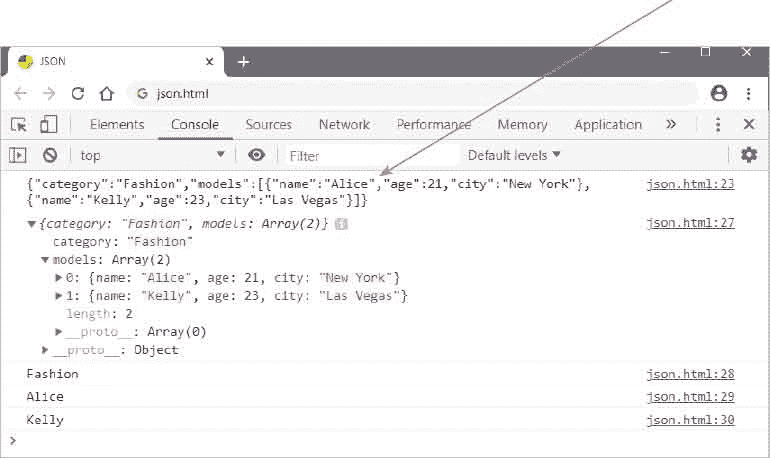 JSON
json.html
Elements Console Sources Network Performance Memory Application »
top Filter Default levels
{"category":"Fashion","models":[{"name":"Alice","age":21,"city":"New York"}, json.html:23
{"name":"Kelly","age":23,"city":"Las Vegas"}]}
{category: "Fashion", models: Array(2)} json.html:27
category: "Fashion"
models: Array(2)
0: {name: "Alice", age: 21, city: "New York"}
1: {name: "Kelly", age: 23, city: "Las Vegas"}
length: 2
__proto__: Array(0)
__proto__: Object
Fashion json.html:28
Alice json.html:29
Kelly json.html:30
>